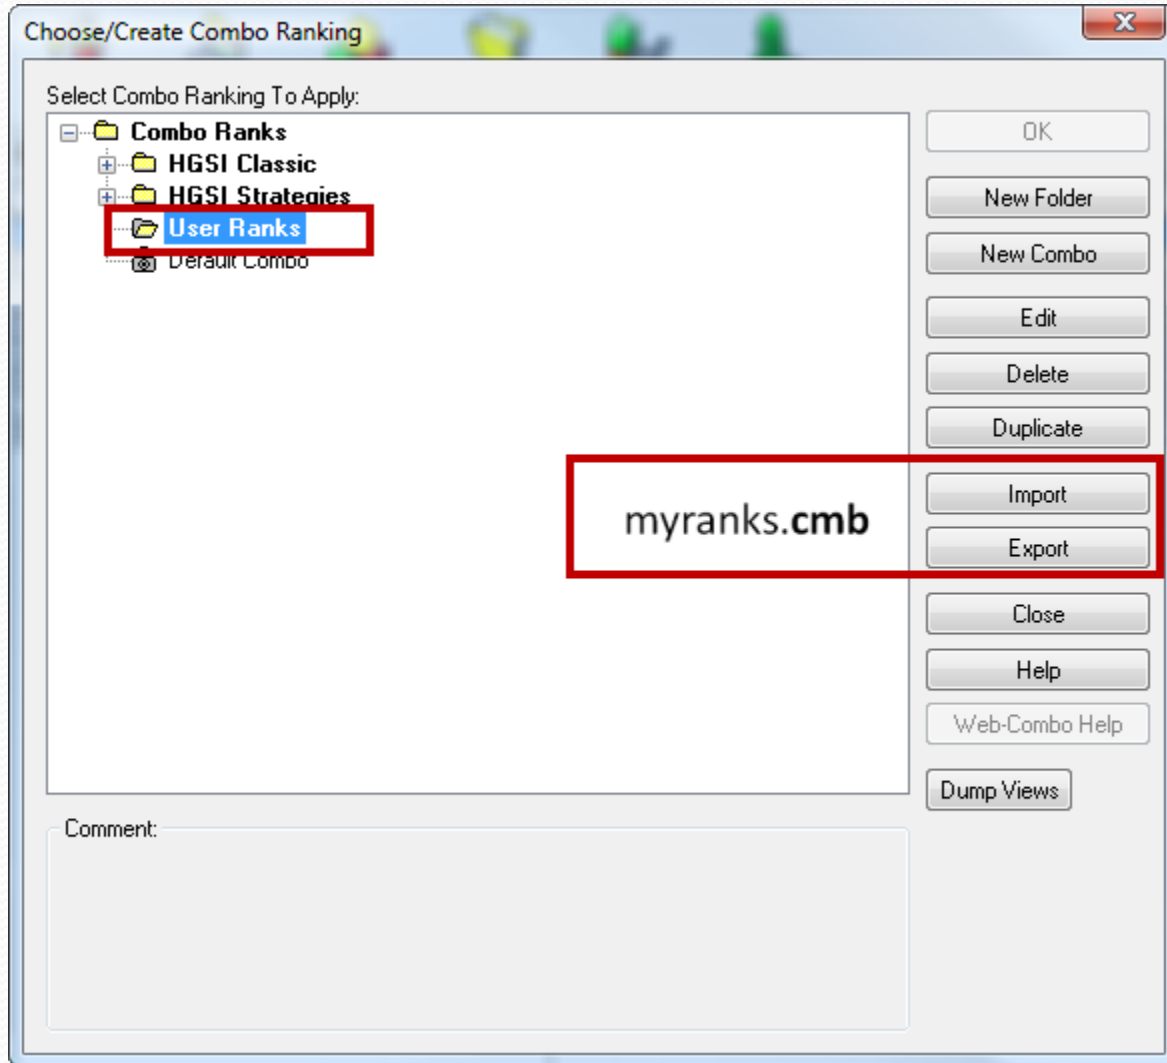 Choose/Create Combo Ranking
Select Combo Ranking To Apply:
Combo Ranks
HGSI Classic
HGSI Strategies
User Ranks
Default Combo
OK
New Folder
New Combo
Edit
Delete
Duplicate
myranks.cmb
Import
Export
Close
Help
Web-Combo Help
Dump Views
Comment: